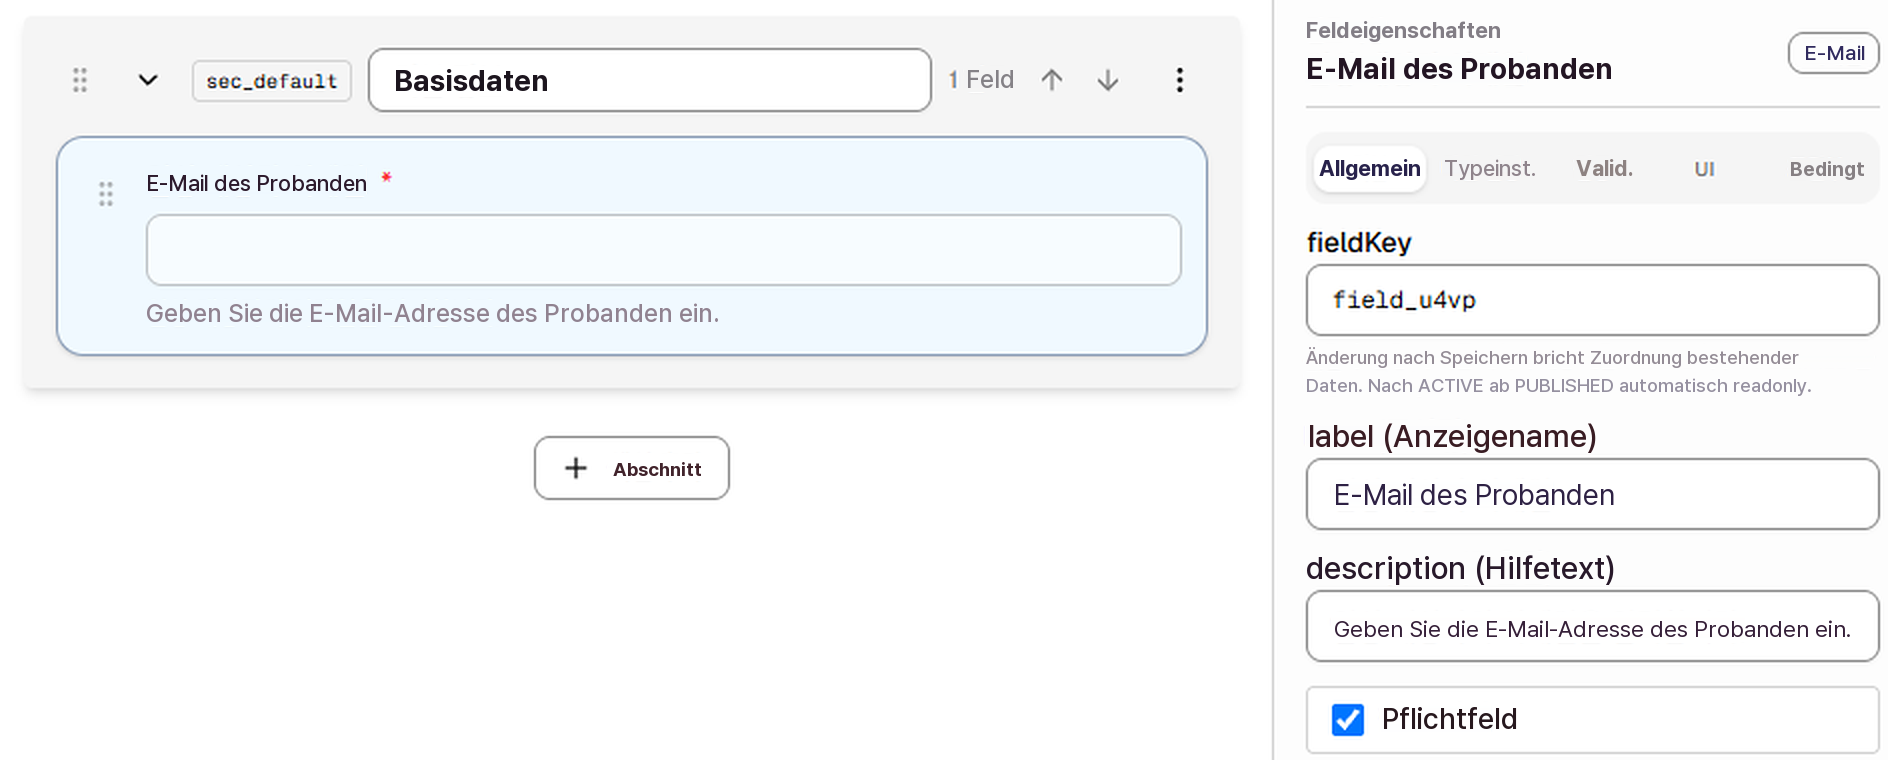 sec_default
Basisdaten
1 Feld
E-Mail des Probanden *
Geben Sie die E-Mail-Adresse des Probanden ein.
Abschnitt
Feldeigenschaften
E-Mail des Probanden
E-Mail
Allgemein Typeinst. Valid. UI Bedingt
fieldKey
field_u4vp
Änderung nach Speichern bricht Zuordnung bestehender
Daten. Nach ACTIVE ab PUBLISHED automatisch readonly.
label (Anzeigename)
E-Mail des Probanden
description (Hilfetext)
Geben Sie die E-Mail-Adresse des Probanden ein.
Pflichtfeld